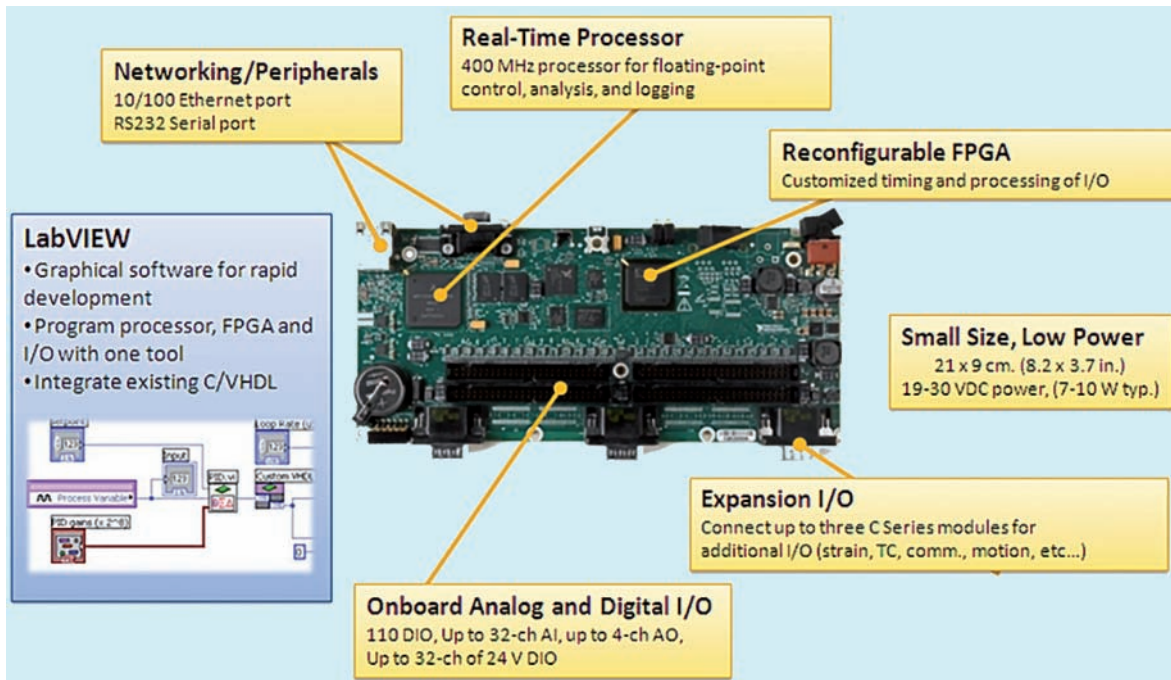 Real-Time Processor
400 MHz processor for floating-point
control, analysis, and logging
Networking/Peripherals
10/100 Ethernet port
RS232 Serial port
Reconfigurable FPGA
Customized timing and processing of I/O
LabVIEW
• Graphical software for rapid
development
• Program processor, FPGA and
I/O with one tool
• Integrate existing C/VHDL
Setpoint
Loop Rate (u
Input
PID.vi
Custom VHDL
Process Variable
PID gains (x 2^8)
0
Small Size, Low Power
21 x 9 cm. (8.2 x 3.7 in.)
19-30 VDC power, (7-10 W typ.)
Expansion I/O
Connect up to three C Series modules for
additional I/O (strain, TC, comm., motion, etc...)
Onboard Analog and Digital I/O
110 DIO, Up to 32-ch AI, up to 4-ch AO,
Up to 32-ch of 24 V DIO